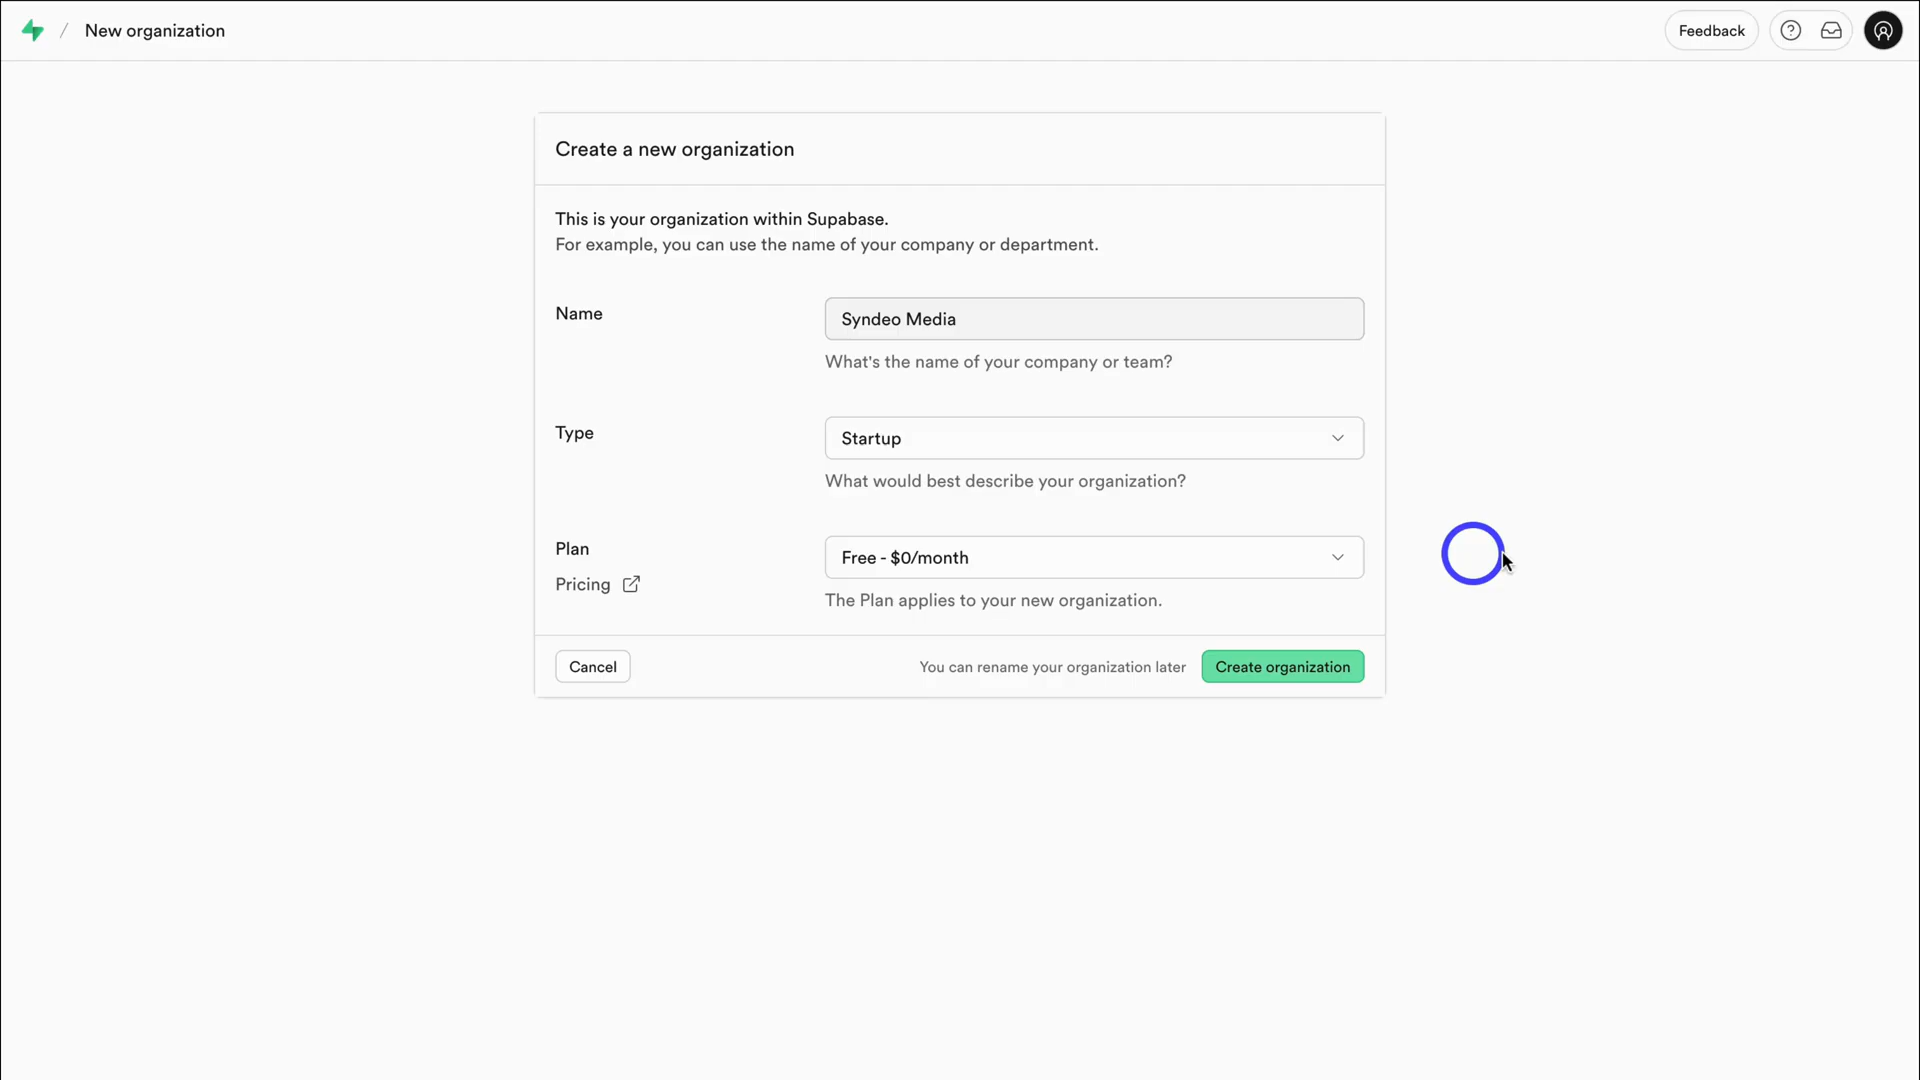 / New organization
Feedback
Create a new organization
This is your organization within Supabase.
For example, you can use the name of your company or department.
Name
Syndeo Media
What's the name of your company or team?
Type
Startup
What would best describe your organization?
Plan
Pricing
Free - $0/month
The Plan applies to your new organization.
Cancel
You can rename your organization later
Create organization